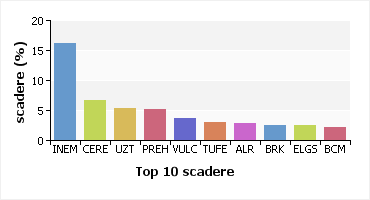 scadere (%)
20
15
10
5
0
INEM CERE UZT PREH VULC TUFE ALR BRK ELGS BCM
Top 10 scadere